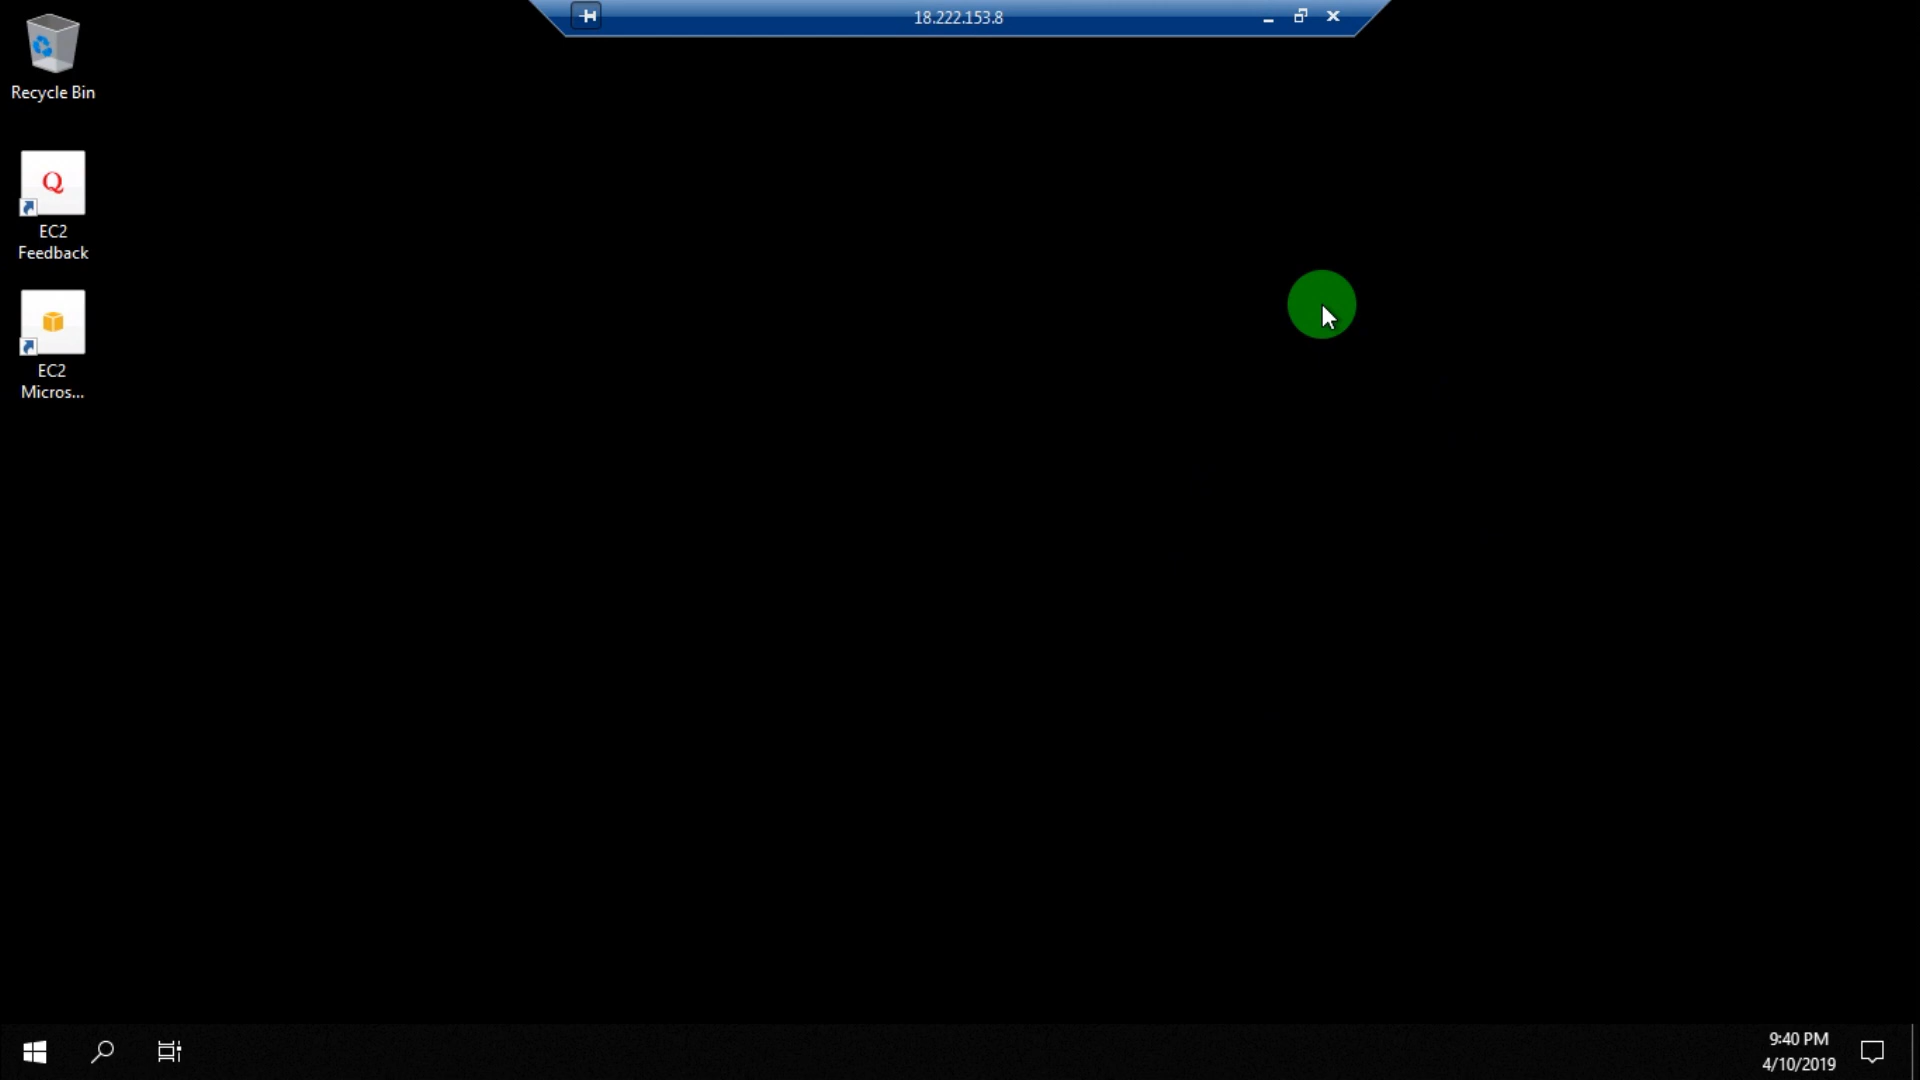 18.222.153.8
Recycle Bin
Q
EC2
Feedback
EC2
Micros...
9:40 PM
4/10/2019